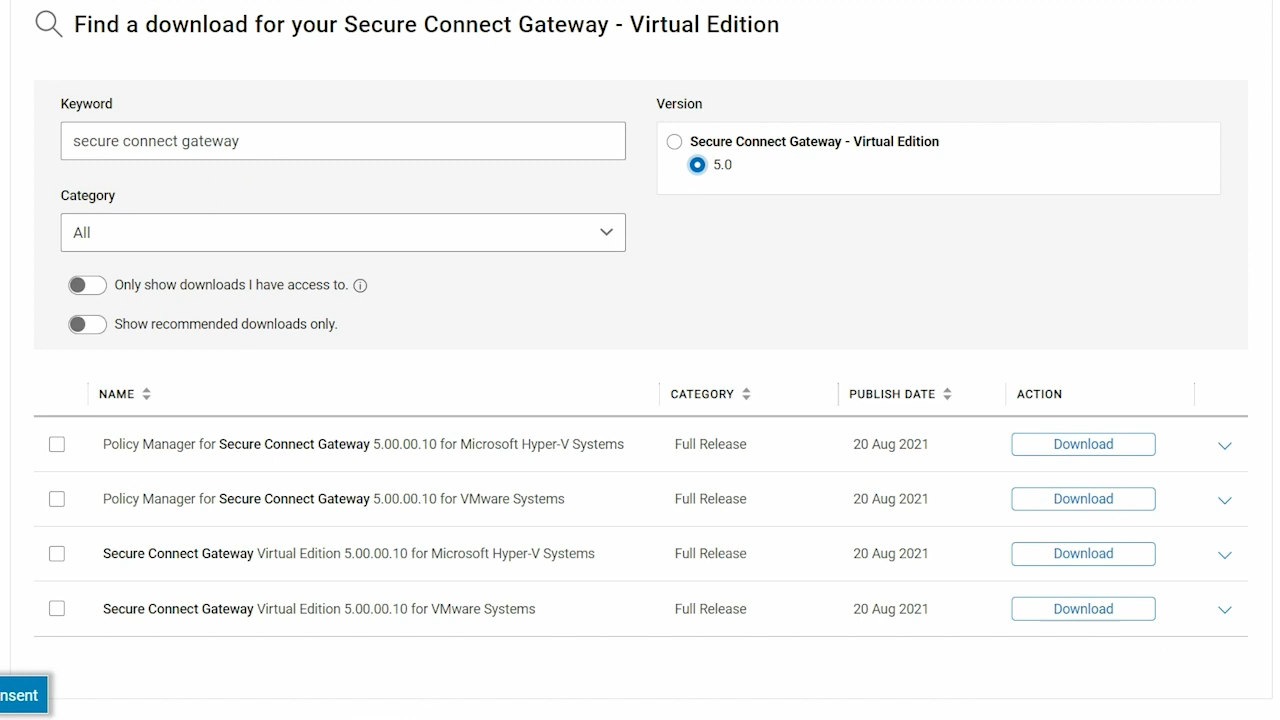 Find a download for your Secure Connect Gateway - Virtual Edition
Keyword
secure connect gateway
Version
Secure Connect Gateway - Virtual Edition
5.0
Category
All
Only show downloads I have access to.
Show recommended downloads only.
NAME CATEGORY PUBLISH DATE ACTION
Policy Manager for Secure Connect Gateway 5.00.00.10 for Microsoft Hyper-V Systems Full Release 20 Aug 2021 Download
Policy Manager for Secure Connect Gateway 5.00.00.10 for VMware Systems Full Release 20 Aug 2021 Download
Secure Connect Gateway Virtual Edition 5.00.00.10 for Microsoft Hyper-V Systems Full Release 20 Aug 2021 Download
Secure Connect Gateway Virtual Edition 5.00.00.10 for VMware Systems Full Release 20 Aug 2021 Download
nsent